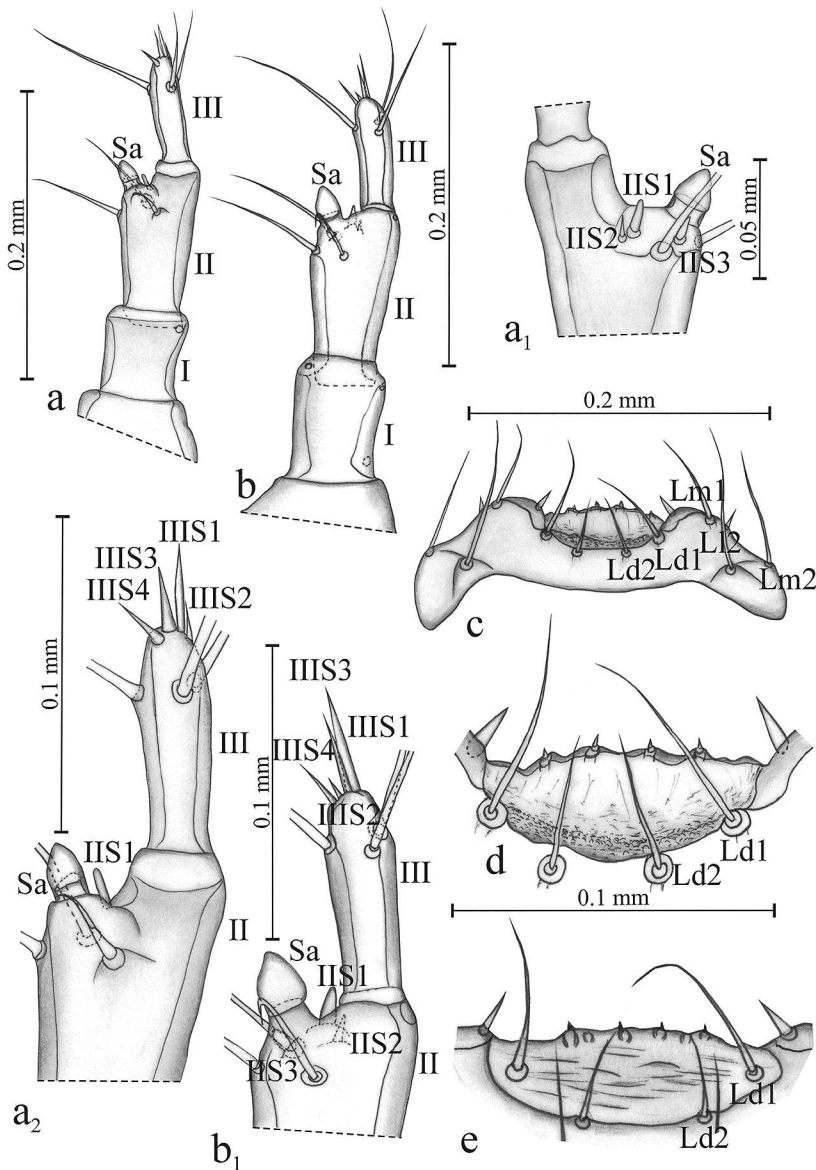 III
Sa
0.2 mm
II
I
a
III
Sa
0.2 mm
II
I
b
Sa
IIS1
IIS2
IIS3
0.05 mm
a1
0.2 mm
Lm1
Ll2
Ld1
Ld2
Lm2
c
IIIS1
IIIS3
IIIS4
IIIS2
0.1 mm
III
IIS1
Sa
II
a2
IIIS3
IIIS1
IIIS4
IIIS2
0.1 mm
III
Sa
IIS1
IIS2
IIS3
II
b1
d
Ld1
Ld2
0.1 mm
Ld1
Ld2
e